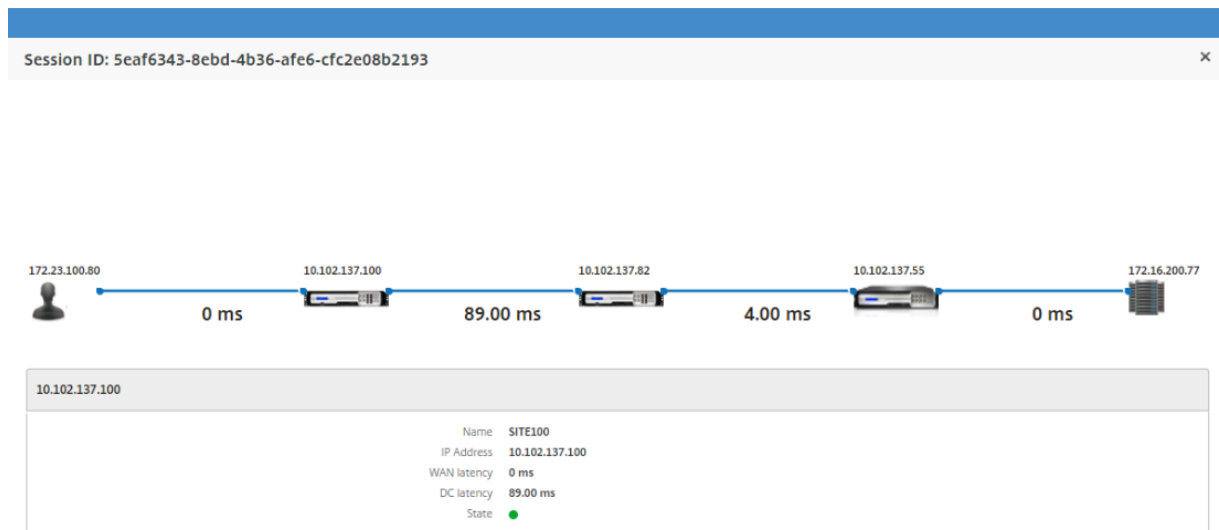 Session ID: 5eaf6343-8ebd-4b36-afe6-cfc2e08b2193 ×
172.23.100.80 10.102.137.100 10.102.137.82 10.102.137.55 172.16.200.77
0 ms 89.00 ms 4.00 ms 0 ms
10.102.137.100
Name SITE100
IP Address 10.102.137.100
WAN latency 0 ms
DC latency 89.00 ms
State